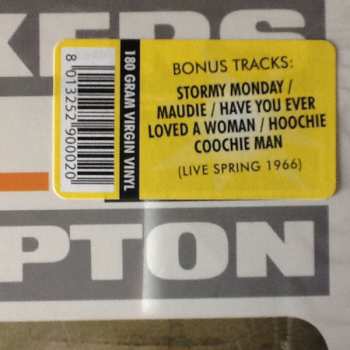 KERS
BONUS TRACKS:
STORMY MONDAY /
MAUDIE / HAVE YOU EVER
LOVED A WOMAN / HOOCHIE
COOCHIE MAN
(LIVE SPRING 1966)
180 GRAM VIRGIN VINYL
8 013252 900020
PTON